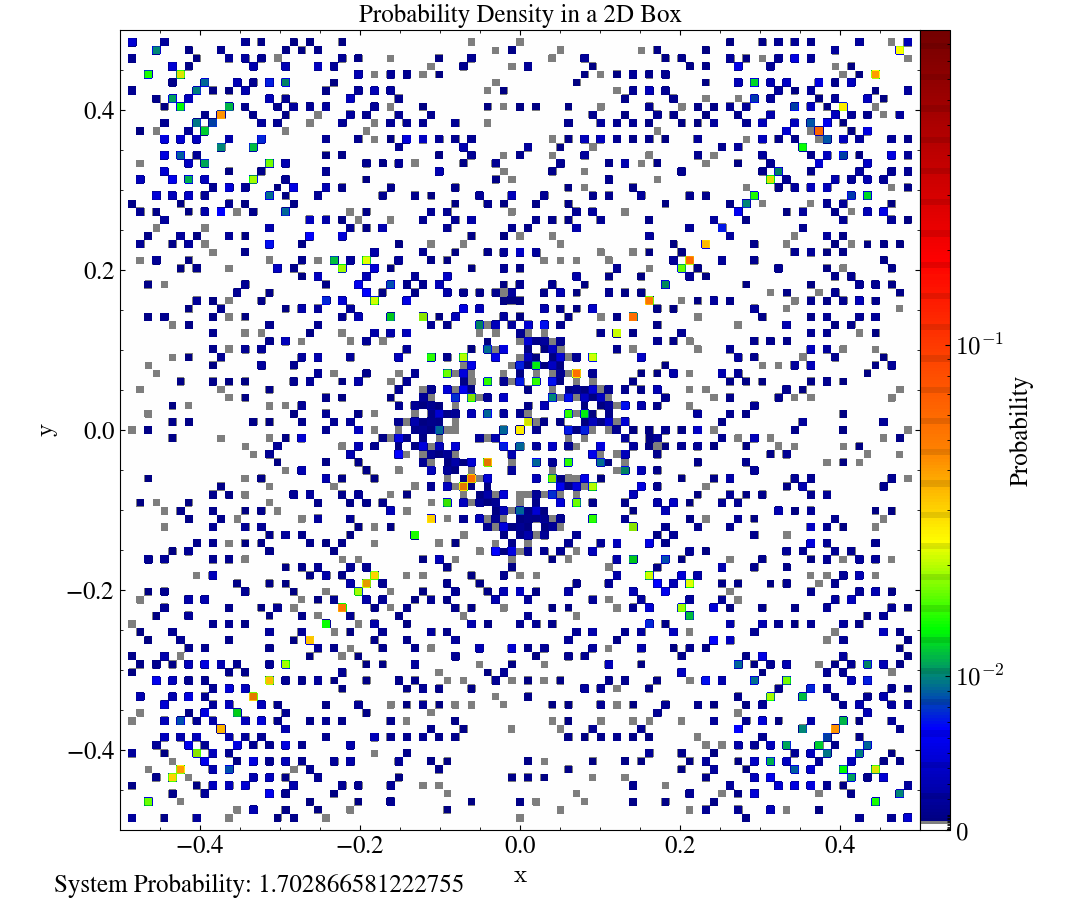 Probability Density in a 2D Box
0.4
0.2
0.0
−0.2
−0.4
y
−0.4 −0.2 0.0 0.2 0.4
x
10⁻¹
10⁻²
0
Probability
System Probability: 1.702866581222755